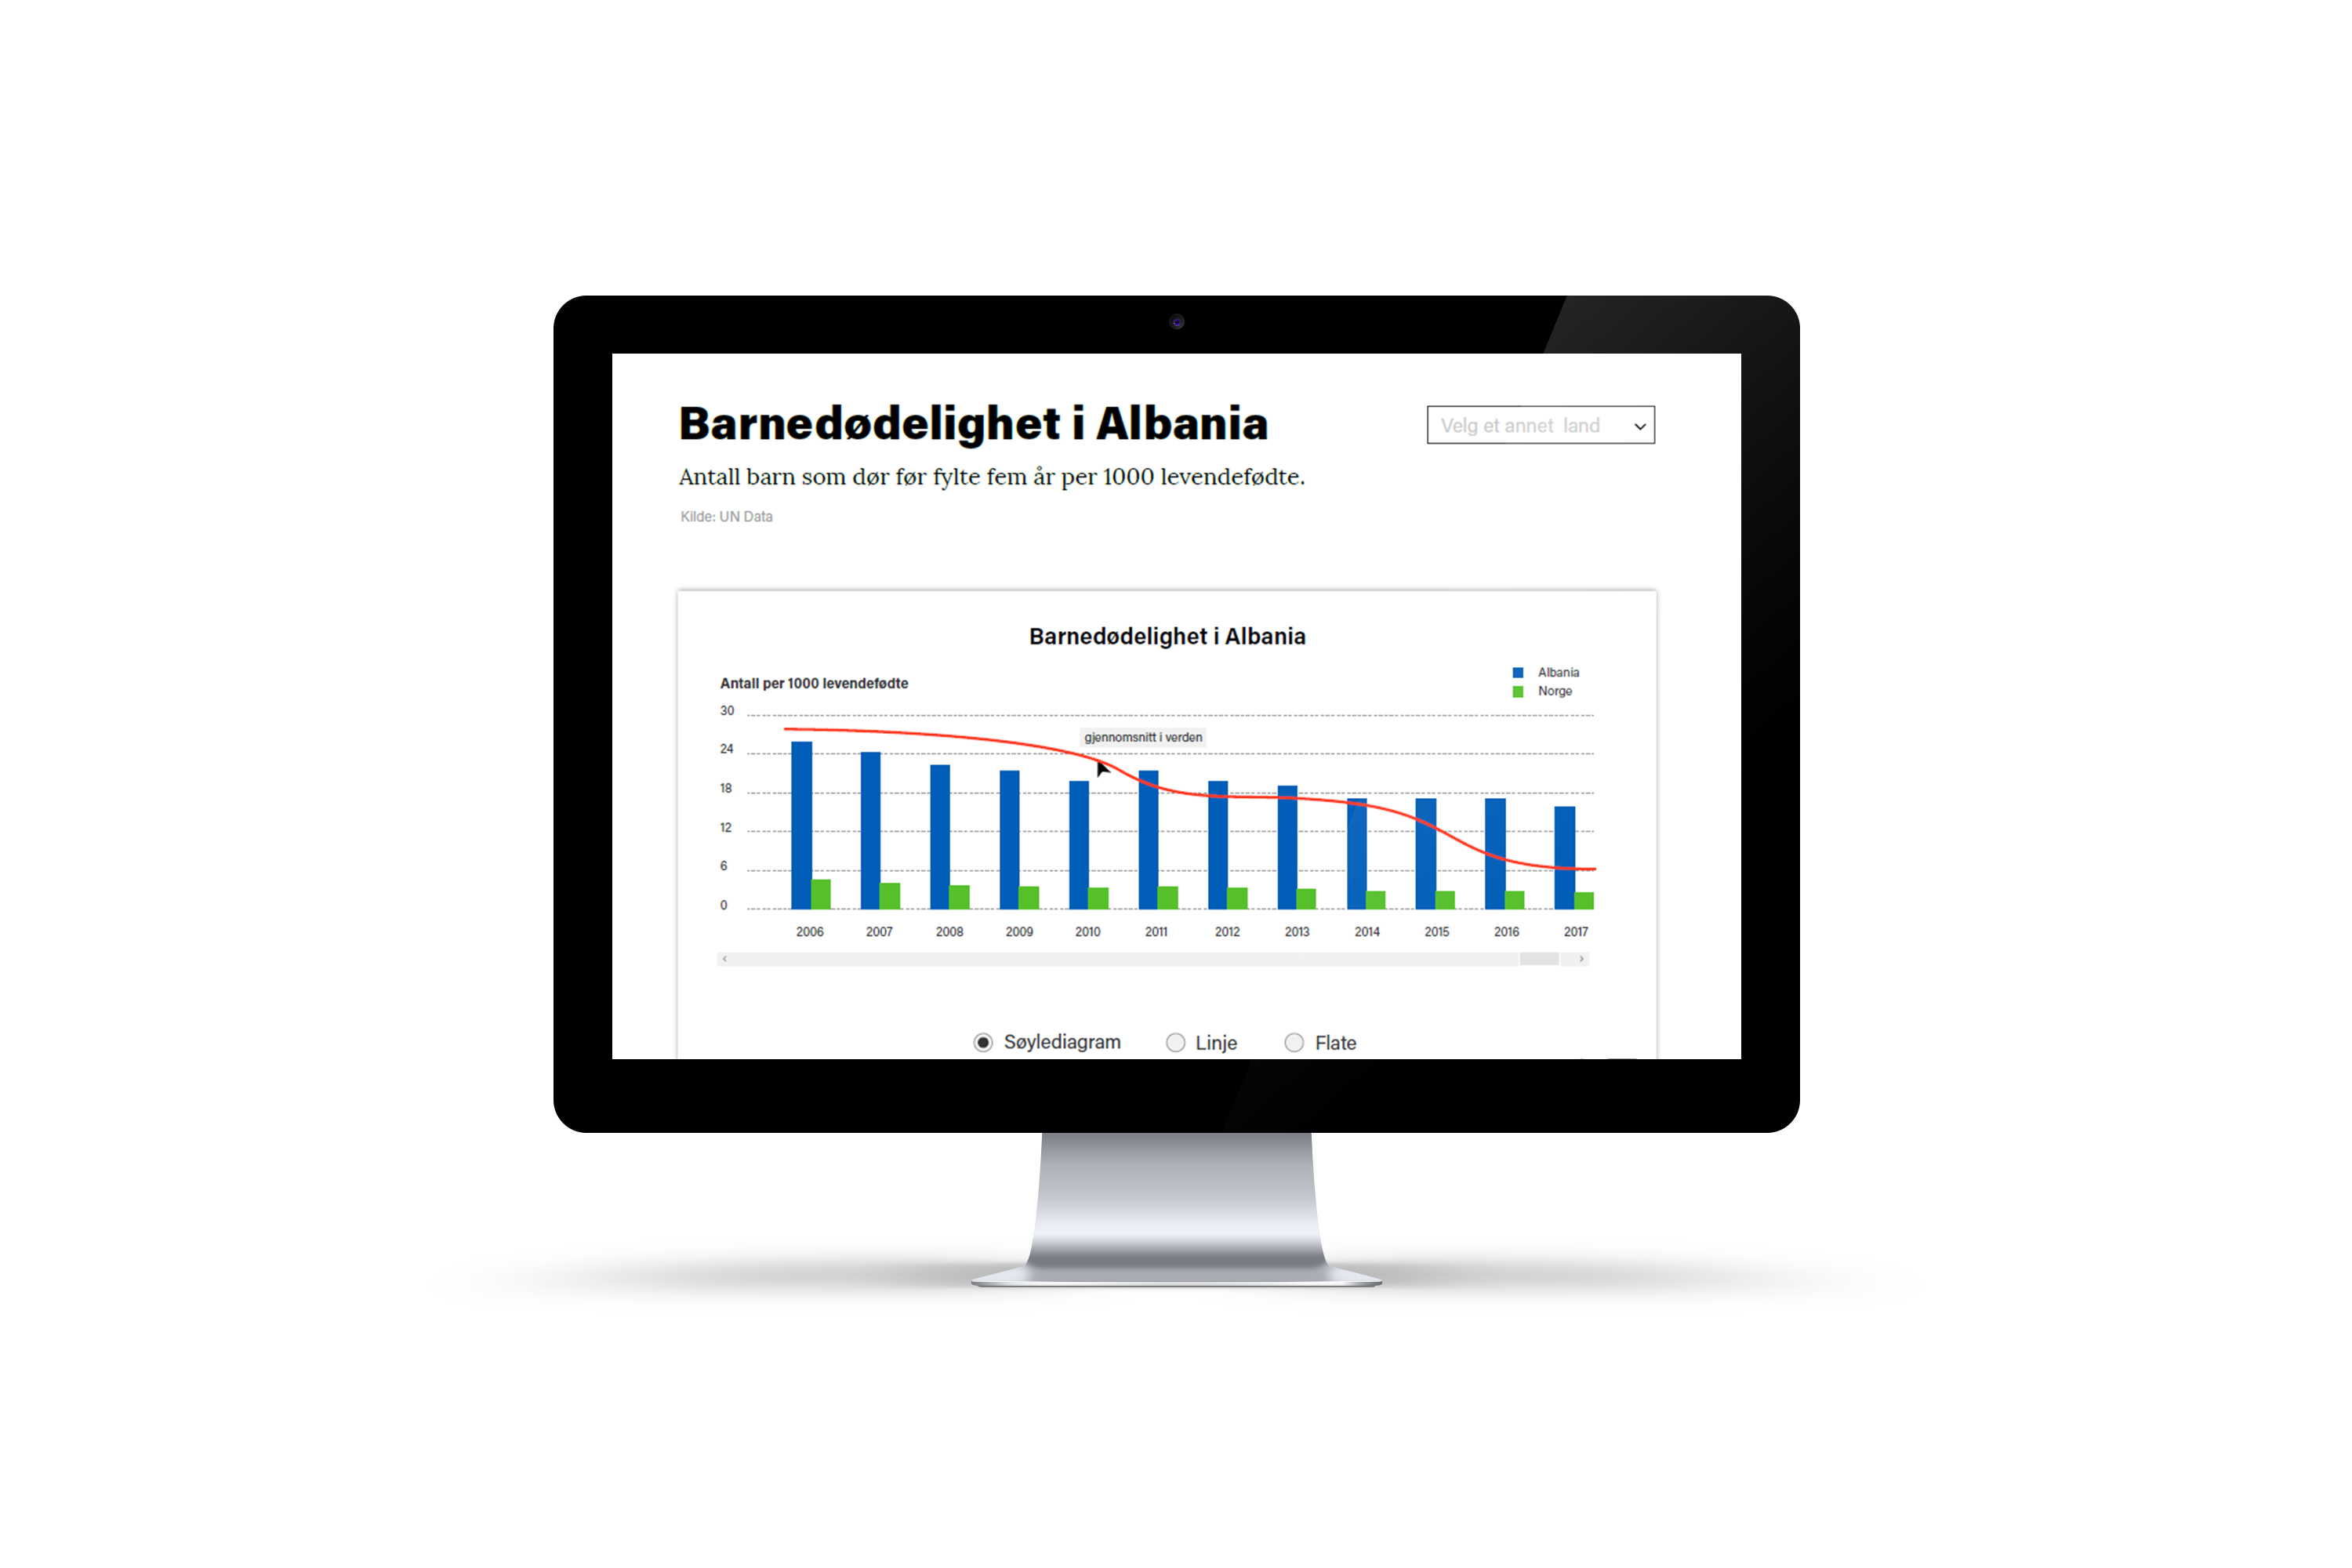 Barnedødelighet i Albania
Velg et annet land
Antall barn som dør før fylte fem år per 1000 levendefødte.
Kilde: UN Data
Barnedødelighet i Albania
Albania
Antall per 1000 levendefødte
Norge
30
gjennomsnitt i verden
24
18
12
6
0
2006 2007 2008 2009 2010 2011 2012 2013 2014 2015 2016 2017
Søylediagram Linje Flate